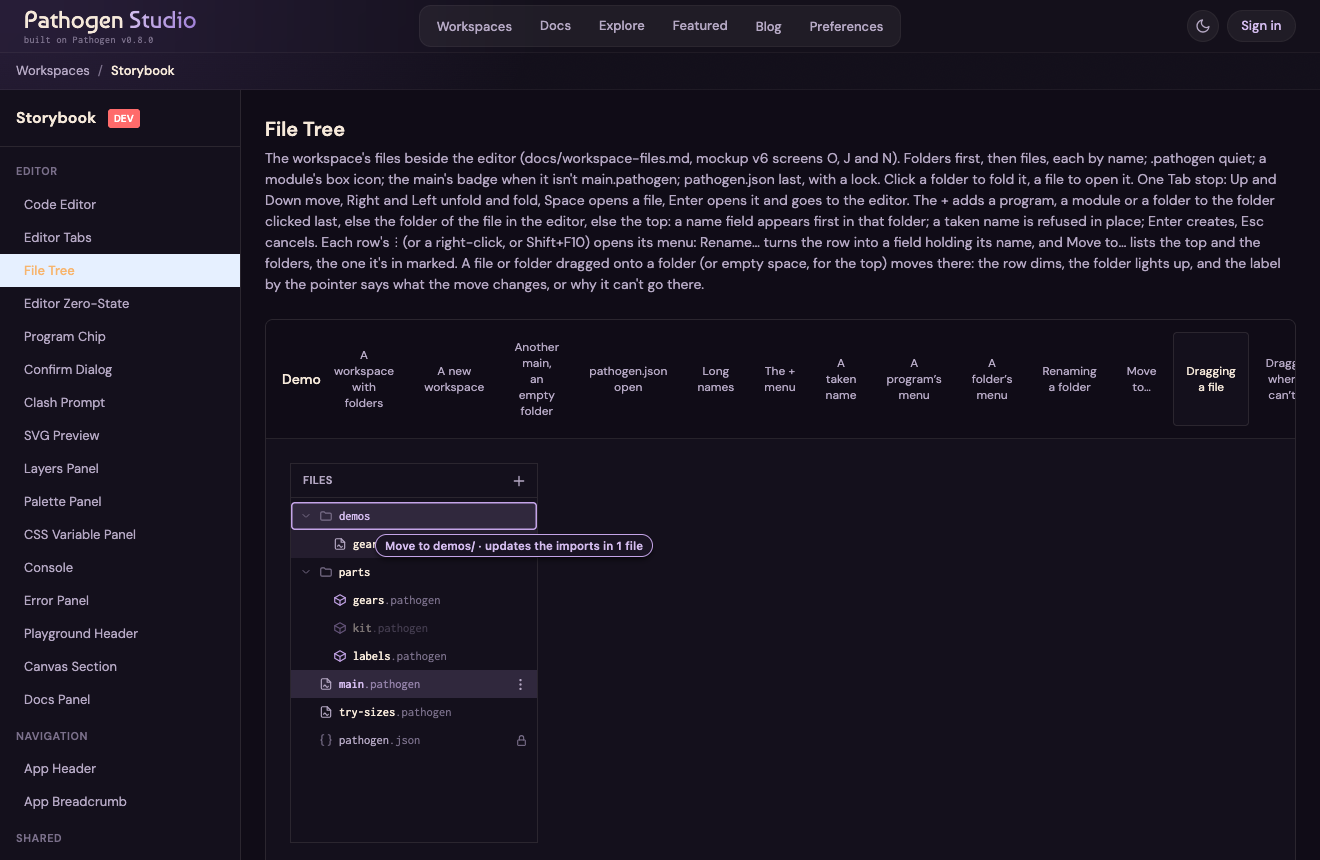 Pathogen Studio
built on Pathogen v0.8.0
Workspaces
Docs
Explore
Featured
Blog
Preferences
Sign in
Workspaces / Storybook
Storybook DEV
EDITOR
Code Editor
Editor Tabs
File Tree
Editor Zero-State
Program Chip
Confirm Dialog
Clash Prompt
SVG Preview
Layers Panel
Palette Panel
CSS Variable Panel
Console
Error Panel
Playground Header
Canvas Section
Docs Panel
NAVIGATION
App Header
App Breadcrumb
SHARED
File Tree
The workspace's files beside the editor (docs/workspace-files.md, mockup v6 screens O, J and N). Folders first, then files, each by name; .pathogen quiet; a
module's box icon; the main's badge when it isn't main.pathogen; pathogen.json last, with a lock. Click a folder to fold it, a file to open it. One Tab stop: Up and
Down move, Right and Left unfold and fold, Space opens a file, Enter opens it and goes to the editor. The + adds a program, a module or a folder to the folder
clicked last, else the folder of the file in the editor, else the top: a name field appears first in that folder; a taken name is refused in place; Enter creates, Esc
cancels. Each row's ⋮ (or a right-click, or Shift+F10) opens its menu: Rename… turns the row into a field holding its name, and Move to… lists the top and the
folders, the one it's in marked. A file or folder dragged onto a folder (or empty space, for the top) moves there: the row dims, the folder lights up, and the label
by the pointer says what the move changes, or why it can't go there.
Demo
A
workspace
with
folders
A new
workspace
Another
main,
an
empty
folder
pathogen.json
open
Long
names
The +
menu
A
taken
name
A
program's
menu
A
folder's
menu
Renaming
a folder
Move
to…
Dragging
a file
Dragg
wher
can't
FILES
demos
gear
Move to demos/ · updates the imports in 1 file
parts
gears.pathogen
kit.pathogen
labels.pathogen
main.pathogen
try-sizes.pathogen
{} pathogen.json